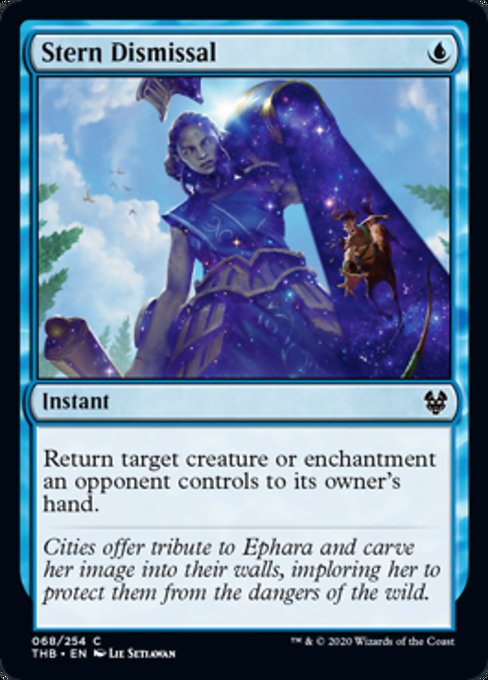 Stern Dismissal
Instant
Return target creature or enchantment
an opponent controls to its owner's
hand.
Cities offer tribute to Ephara and carve
her image into their walls, imploring her to
protect them from the dangers of the wild.
068/254 C
THB • EN Lie Setiawan
™ & © 2020 Wizards of the Coast